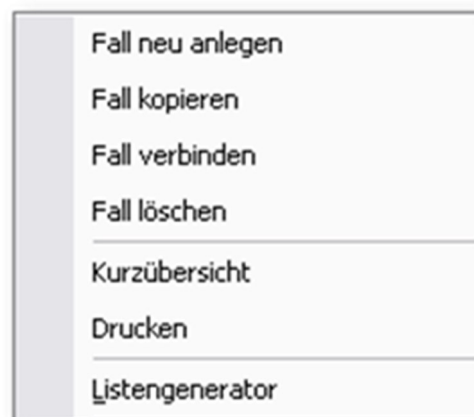 Fall neu anlegen
Fall kopieren
Fall verbinden
Fall löschen
Kurzübersicht
Drucken
Listengenerator